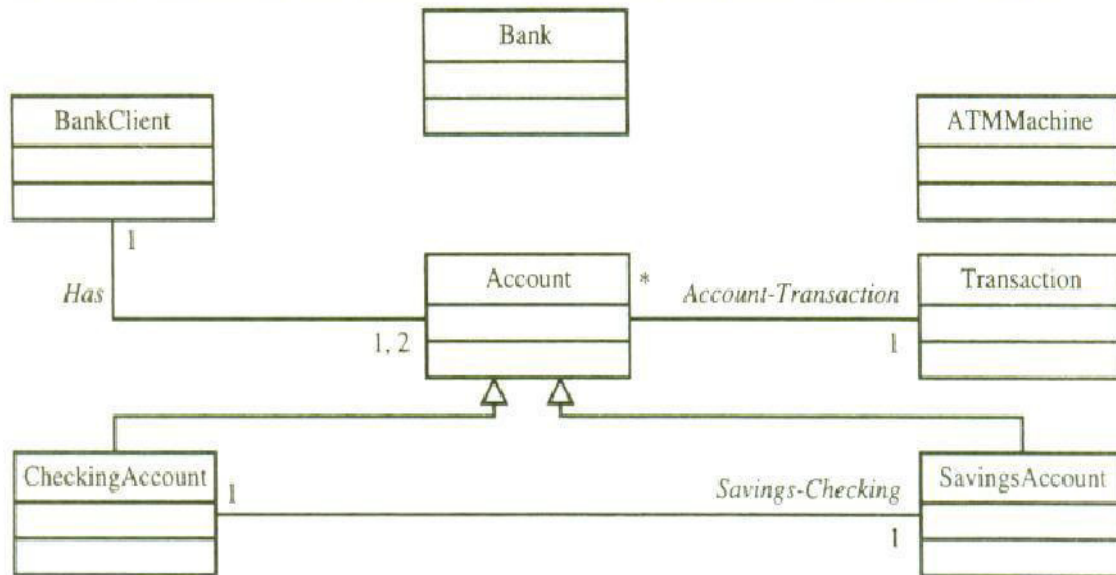 Bank
BankClient
ATMMachine
1
Has
Account
*
Account-Transaction
Transaction
1, 2
1
CheckingAccount
1
Savings-Checking
SavingsAccount
1